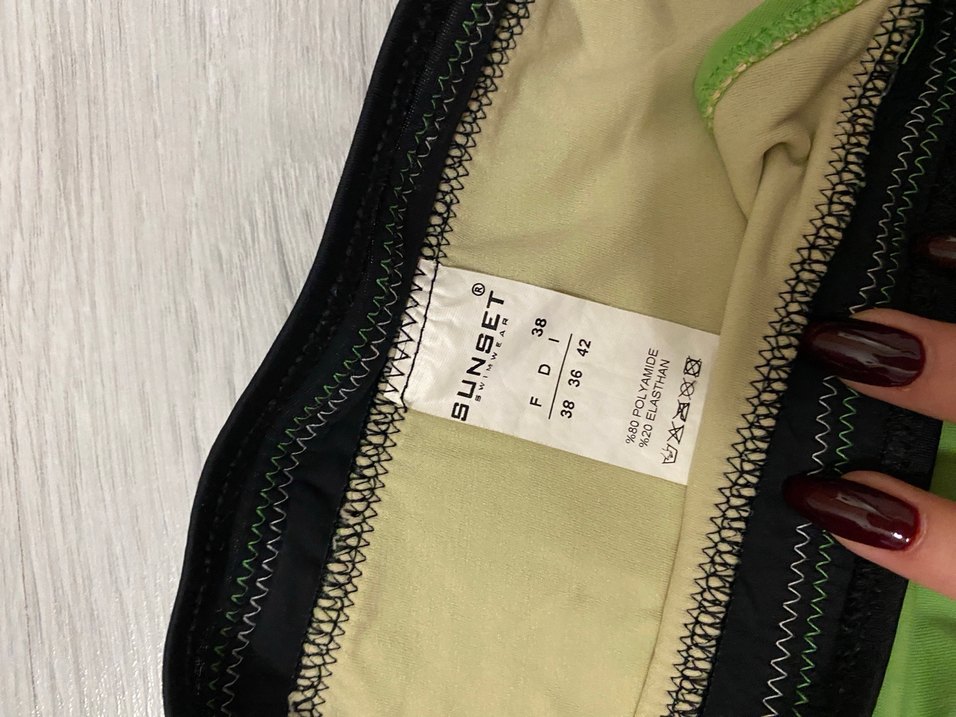 SUNSET®
SWIMWEAR
38
F D I
38 36 42
%80 POLYAMIDE
%20 ELASTHAN